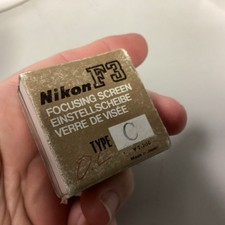 Nikon F3
FOCUSING SCREEN
EINSTELLSCHEIBE
VERRE DE VISÉE
TYPE C